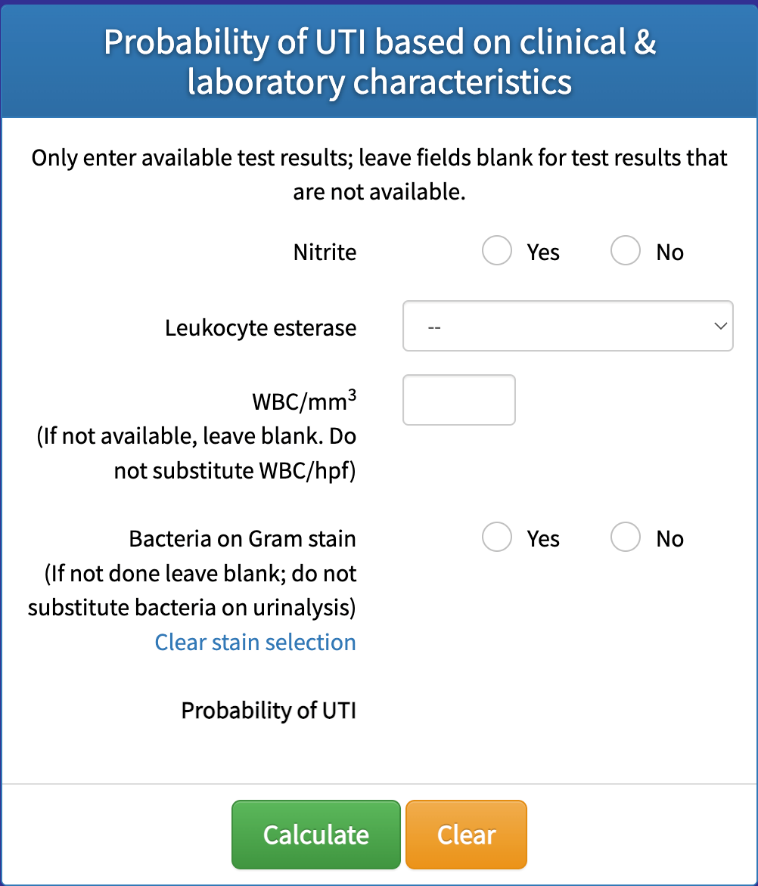 Probability of UTI based on clinical &
laboratory characteristics
Only enter available test results; leave fields blank for test results that
are not available.
Nitrite Yes No
Leukocyte esterase --
WBC/mm³
(If not available, leave blank. Do
not substitute WBC/hpf)
Bacteria on Gram stain Yes No
(If not done leave blank; do not
substitute bacteria on urinalysis)
Clear stain selection
Probability of UTI
Calculate Clear